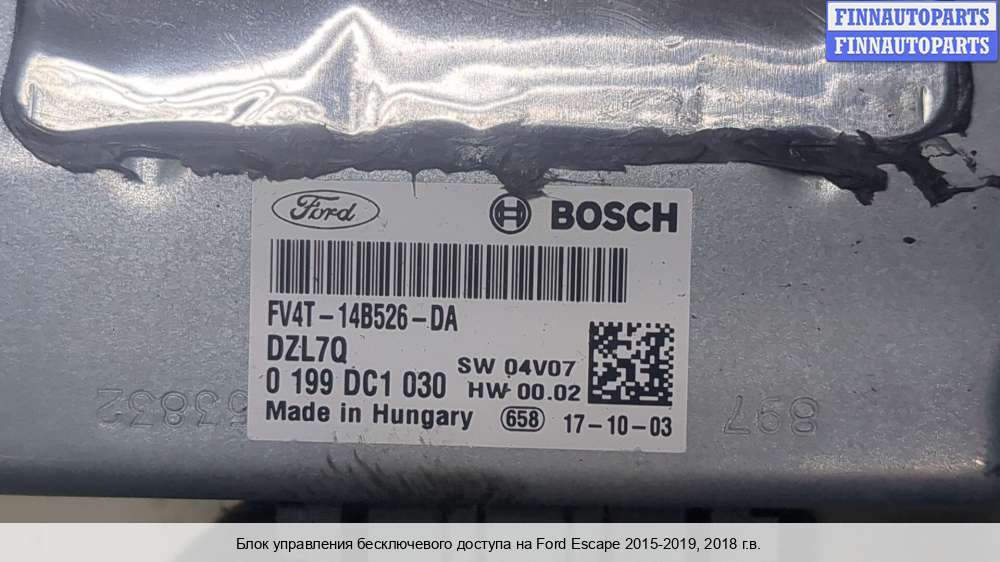 FINNAUTOPARTS
FINNAUTOPARTS
Ford
BOSCH
FV4T-14B526-DA
DZL7Q
SW 04V07
0 199 DC1 030
HW 00.02
Made in Hungary
658
17-10-03
897
Блок управления бесключевого доступа на Ford Escape 2015-2019, 2018 г.в.